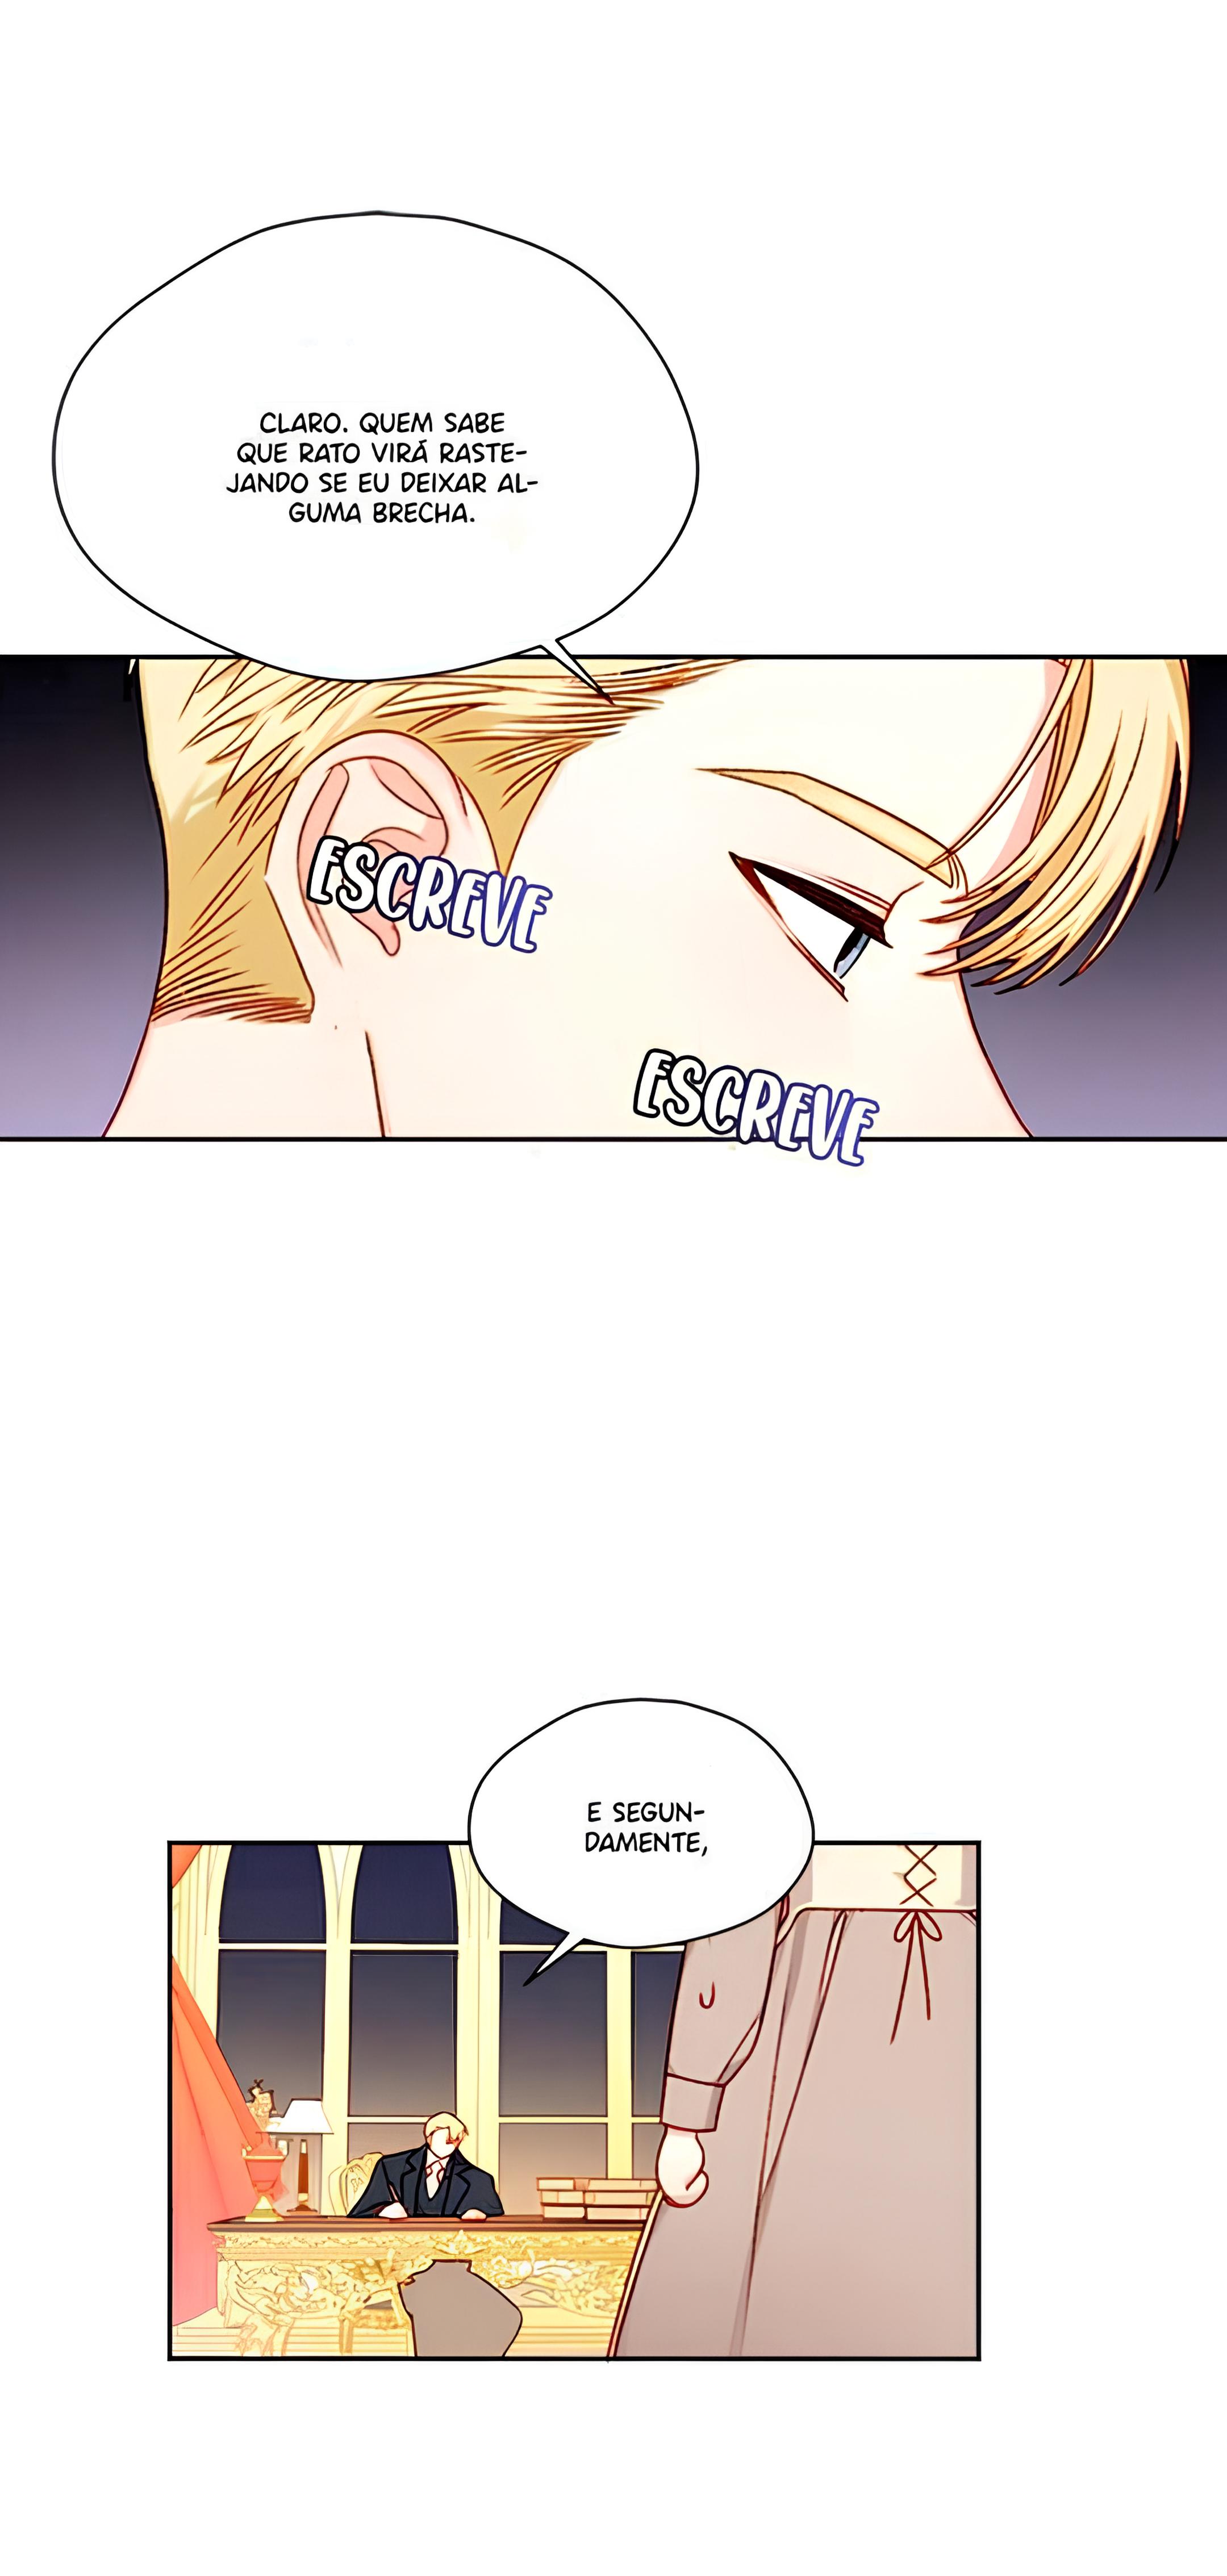 CLARO. QUEM SABE
QUE RATO VIRÁ RASTE-
JANDO SE EU DEIXAR AL-
GUMA BRECHA.
ESCREVE
ESCREVE
E SEGUN-
DAMENTE,